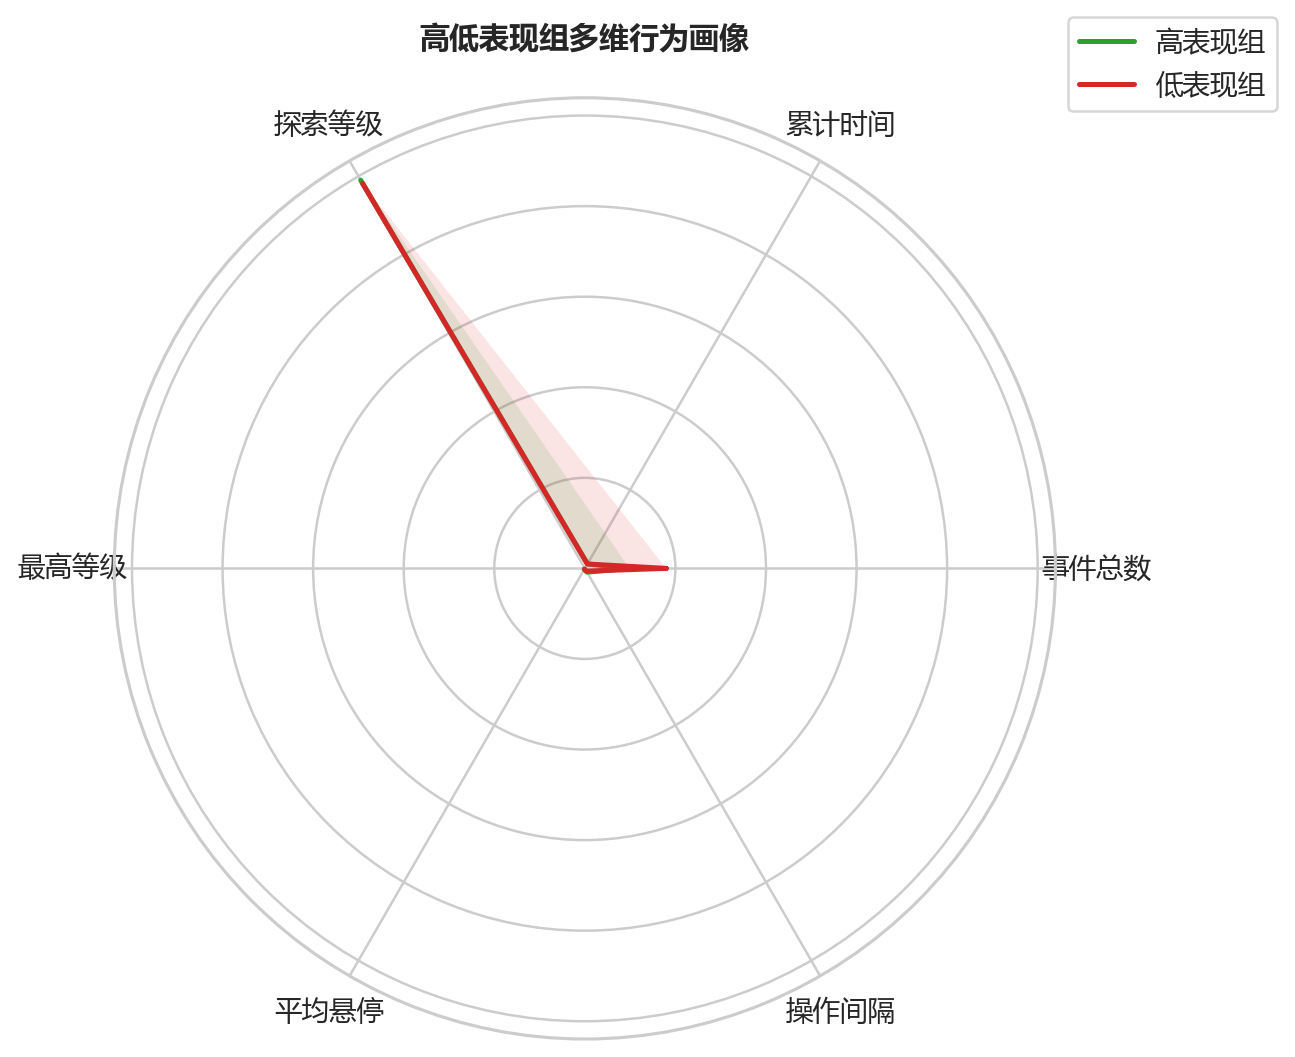 高低表现组多维行为画像
高表现组
低表现组
探索等级
累计时间
最高等级
事件总数
平均悬停
操作间隔